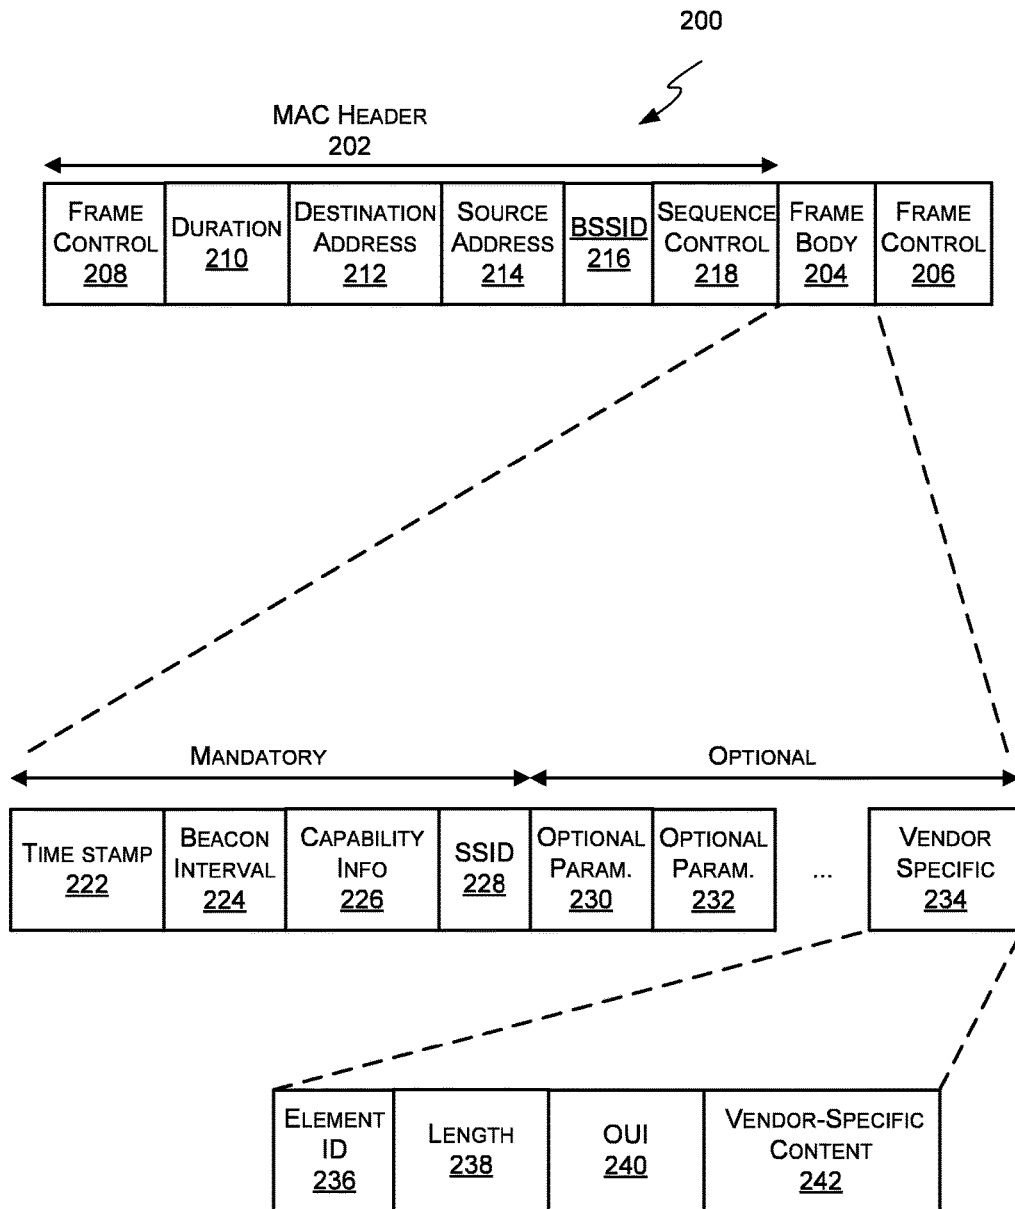 200
MAC HEADER
202
FRAME CONTROL 208
DURATION 210
DESTINATION ADDRESS 212
SOURCE ADDRESS 214
BSSID 216
SEQUENCE CONTROL 218
FRAME BODY 204
FRAME CONTROL 206
MANDATORY
OPTIONAL
TIME STAMP 222
BEACON INTERVAL 224
CAPABILITY INFO 226
SSID 228
OPTIONAL PARAM. 230
OPTIONAL PARAM. 232
...
VENDOR SPECIFIC 234
ELEMENT ID 236
LENGTH 238
OUI 240
VENDOR-SPECIFIC CONTENT 242